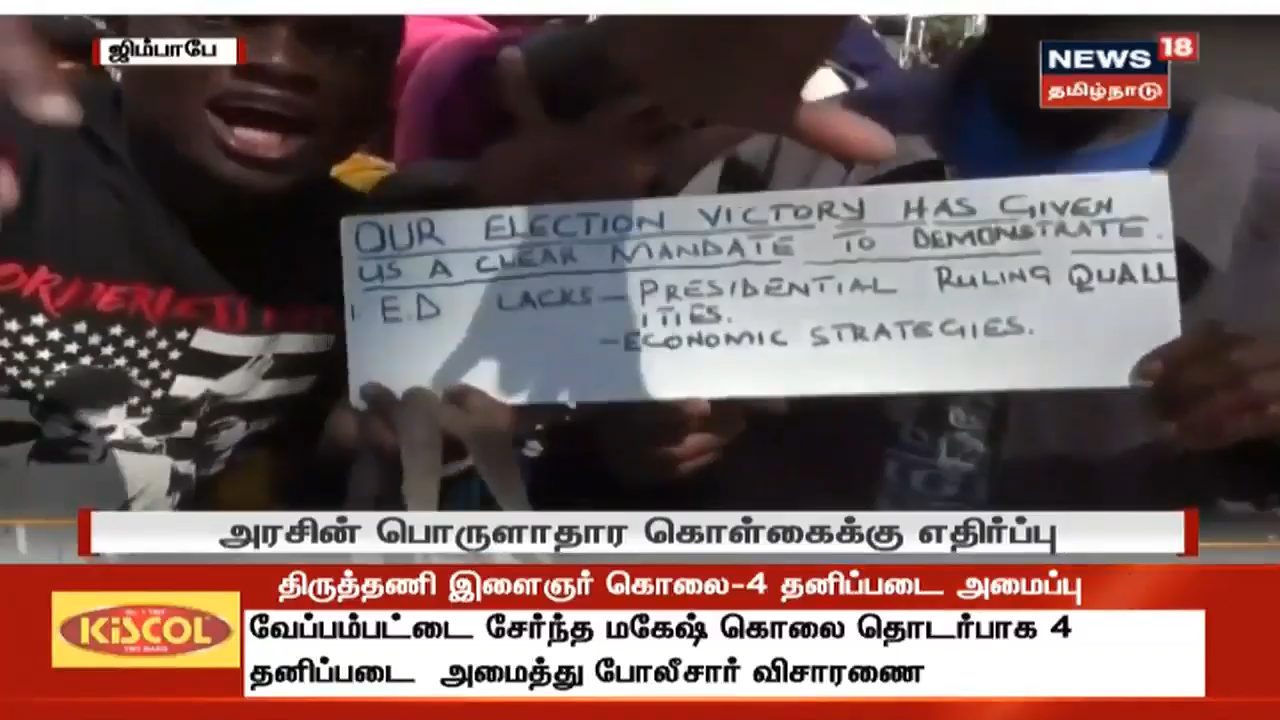 ஜிம்பாபே
NEWS 18
தமிழ்நாடு
OUR ELECTION VICTORY HAS GIVEN
US A CLEAR MANDATE TO DEMONSTRATE.
1 E.D LACKS - PRESIDENTIAL RULING QUALL
ITIES.
- ECONOMIC STRATEGIES.
அரசின் பொருளாதார கொள்கைக்கு எதிர்ப்பு
திருத்தணி இளைஞர் கொலை-4 தனிப்படை அமைப்பு
KiSCOL
வேப்பம்பட்டை சேர்ந்த மகேஷ் கொலை தொடர்பாக 4
தனிப்படை அமைத்து போலீசார் விசாரணை